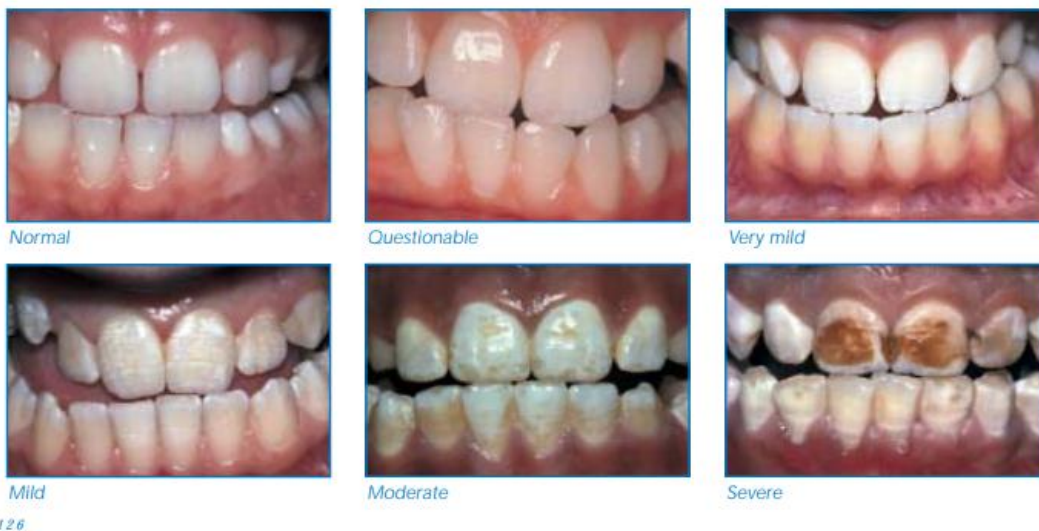 Normal
Questionable
Very mild
Mild
Moderate
Severe
126